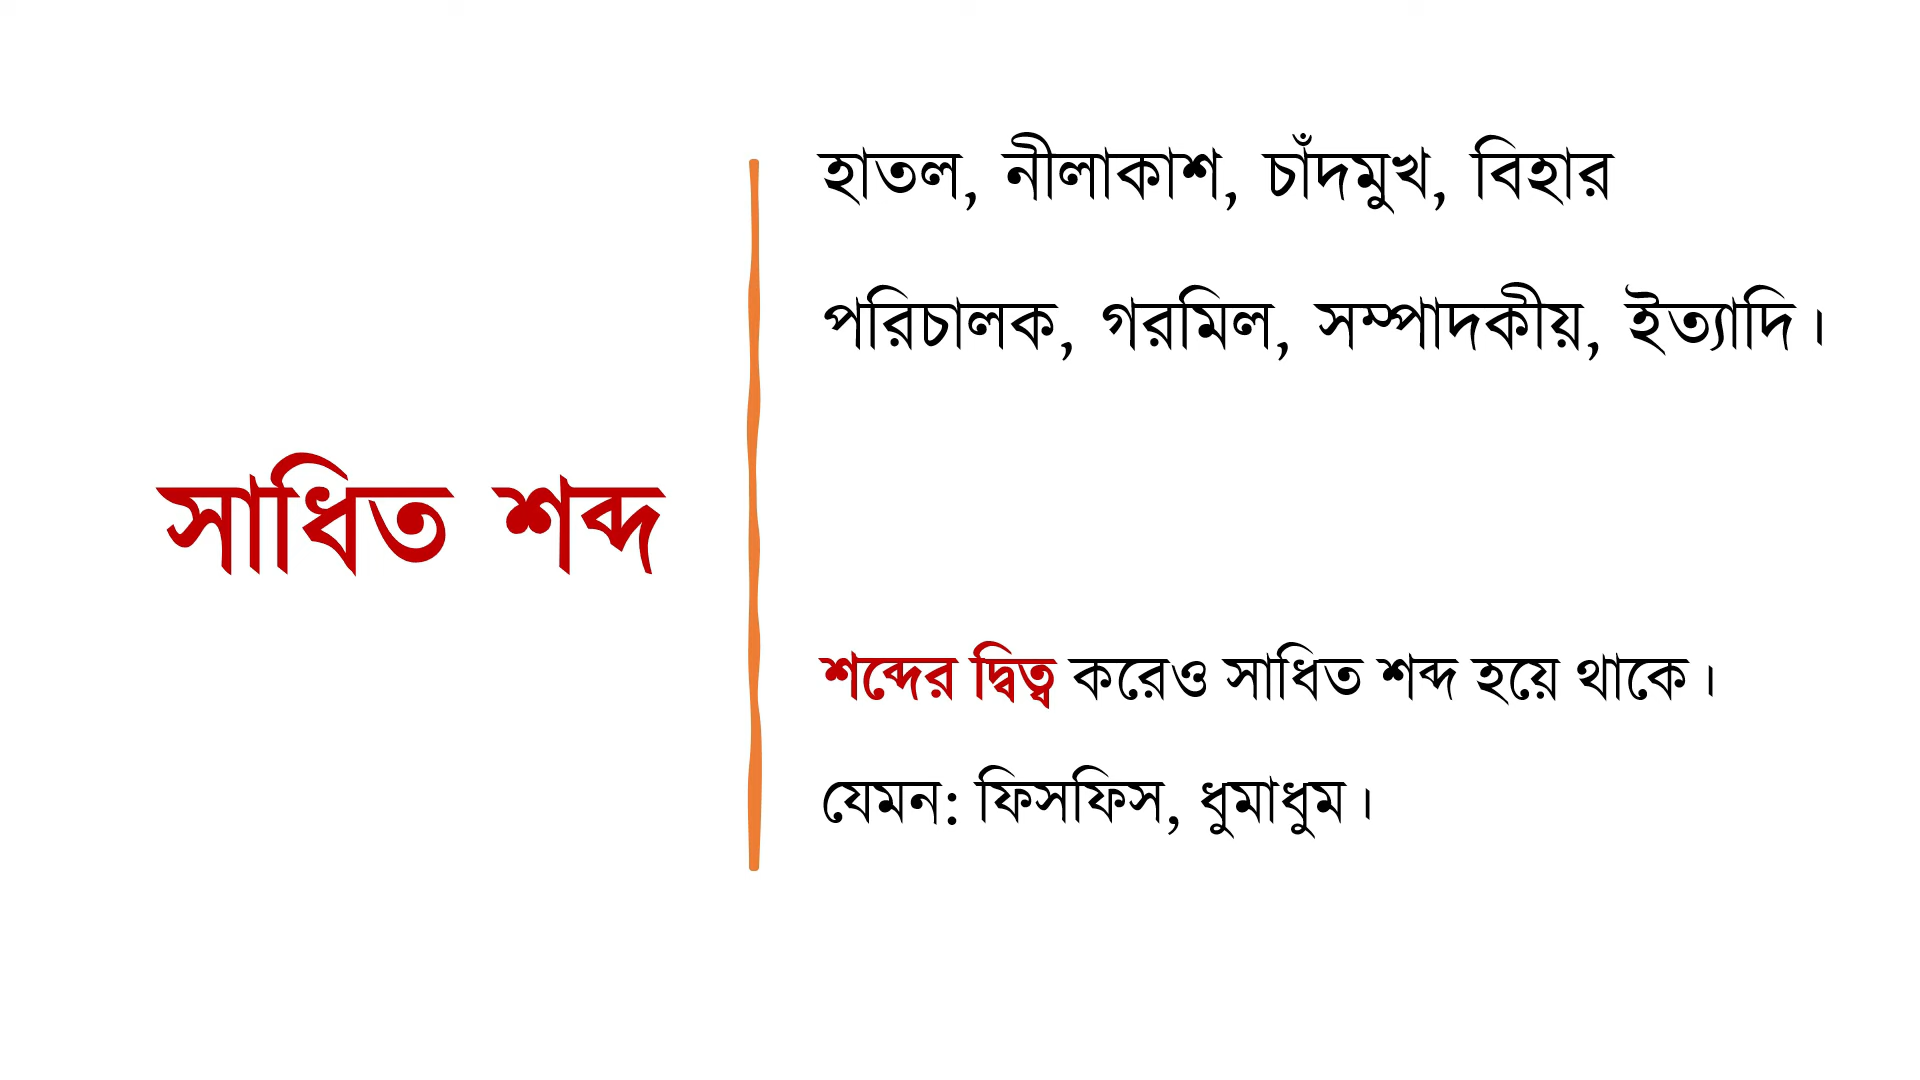 সাধিত শব্দ
হাতল, নীলাকাশ, চাঁদমুখ, বিহার
পরিচালক, গরমিল, সম্পাদকীয়, ইত্যাদি।
শব্দের দ্বিত্ব করেও সাধিত শব্দ হয়ে থাকে।
যেমন: ফিসফিস, ধুমাধুম।